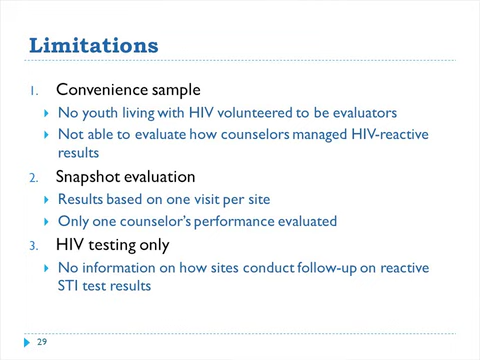 Limitations
1. Convenience sample
No youth living with HIV volunteered to be evaluators
Not able to evaluate how counselors managed HIV-reactive
results
2. Snapshot evaluation
Results based on one visit per site
Only one counselor's performance evaluated
3. HIV testing only
No information on how sites conduct follow-up on reactive
STI test results
29